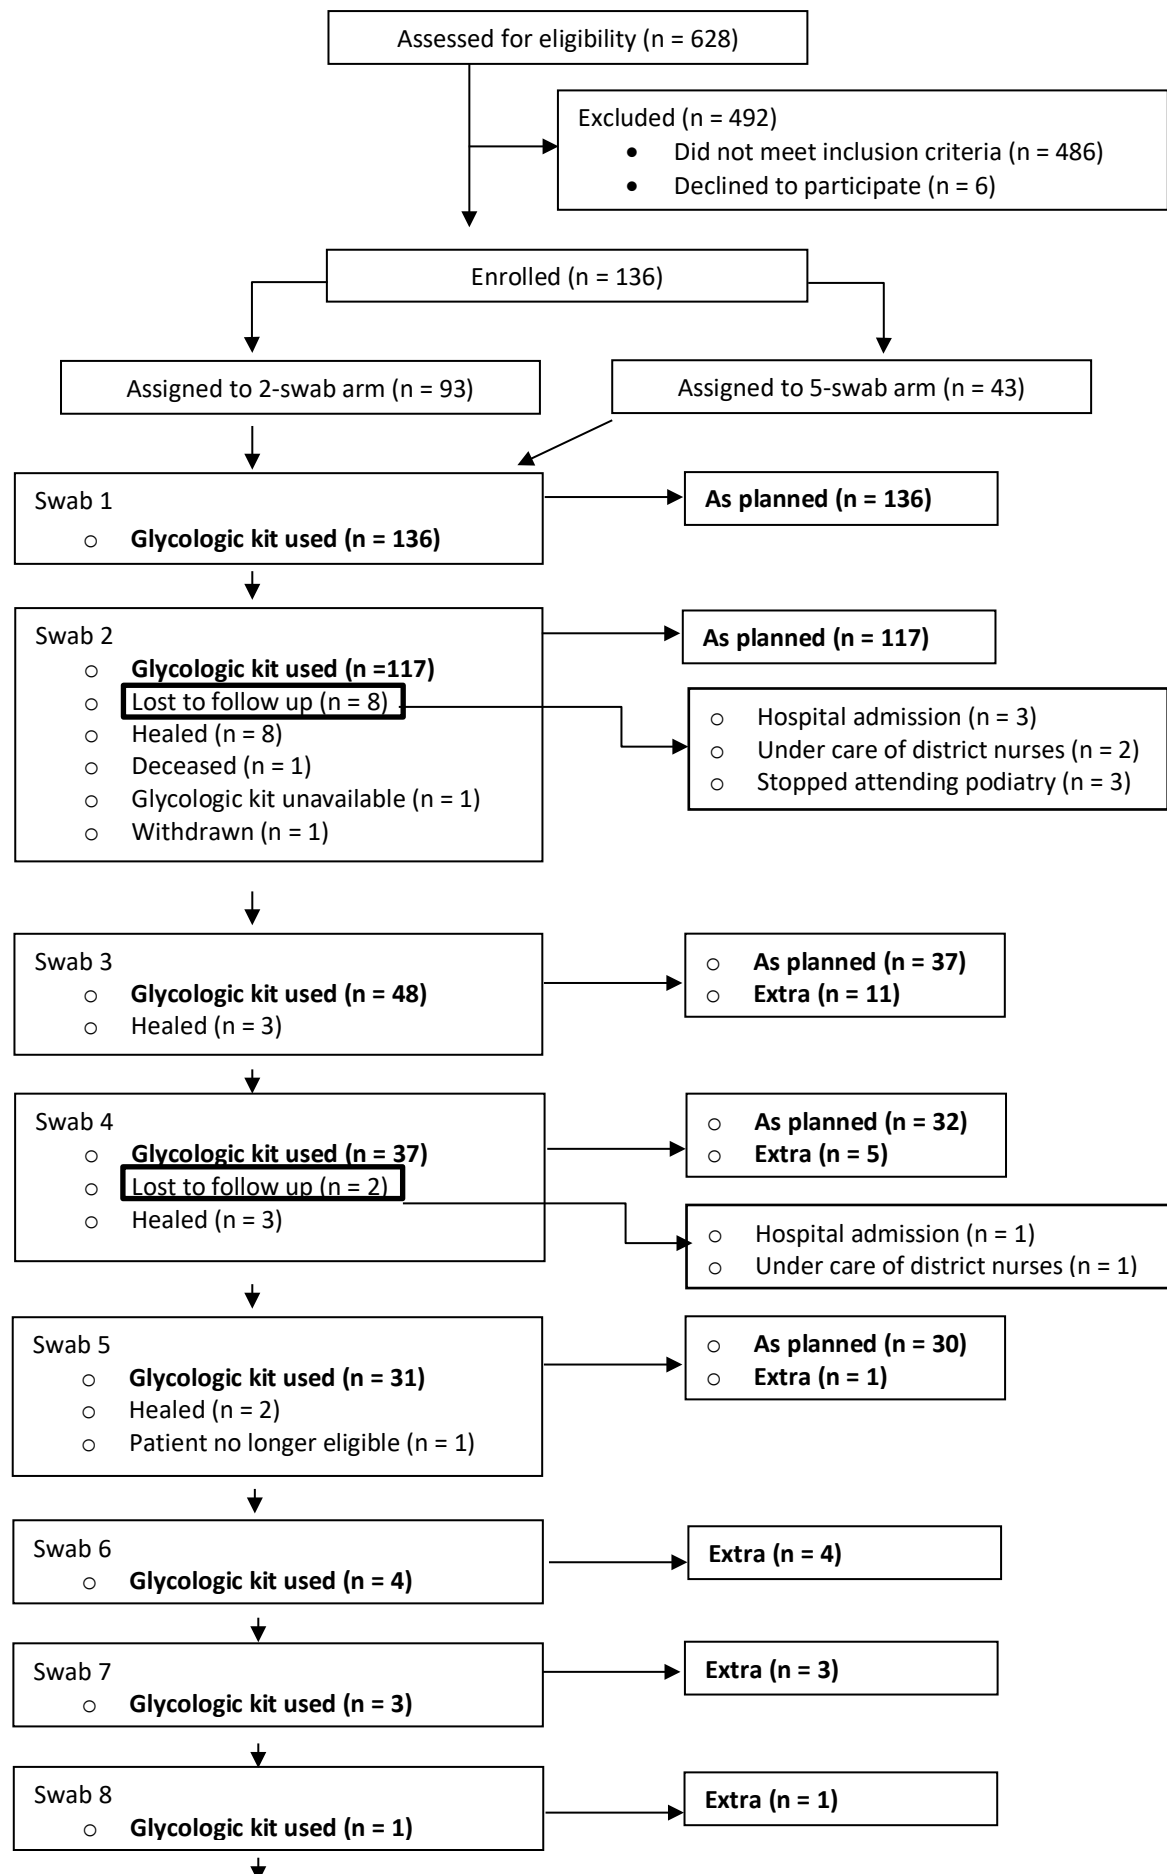 Assessed for eligibility (n = 628)
Excluded (n = 492)
• Did not meet inclusion criteria (n = 486)
• Declined to participate (n = 6)
Enrolled (n = 136)
Assigned to 2-swab arm (n = 93)
Assigned to 5-swab arm (n = 43)
Swab 1
o Glycologic kit used (n = 136)
As planned (n = 136)
Swab 2
o Glycologic kit used (n =117)
o Lost to follow up (n = 8)
o Healed (n = 8)
o Deceased (n = 1)
o Glycologic kit unavailable (n = 1)
o Withdrawn (n = 1)
As planned (n = 117)
o Hospital admission (n = 3)
o Under care of district nurses (n = 2)
o Stopped attending podiatry (n = 3)
Swab 3
o Glycologic kit used (n = 48)
o Healed (n = 3)
o As planned (n = 37)
o Extra (n = 11)
Swab 4
o Glycologic kit used (n = 37)
o Lost to follow up (n = 2)
o Healed (n = 3)
o As planned (n = 32)
o Extra (n = 5)
o Hospital admission (n = 1)
o Under care of district nurses (n = 1)
Swab 5
o Glycologic kit used (n = 31)
o Healed (n = 2)
o Patient no longer eligible (n = 1)
o As planned (n = 30)
o Extra (n = 1)
Swab 6
o Glycologic kit used (n = 4)
Extra (n = 4)
Swab 7
o Glycologic kit used (n = 3)
Extra (n = 3)
Swab 8
o Glycologic kit used (n = 1)
Extra (n = 1)